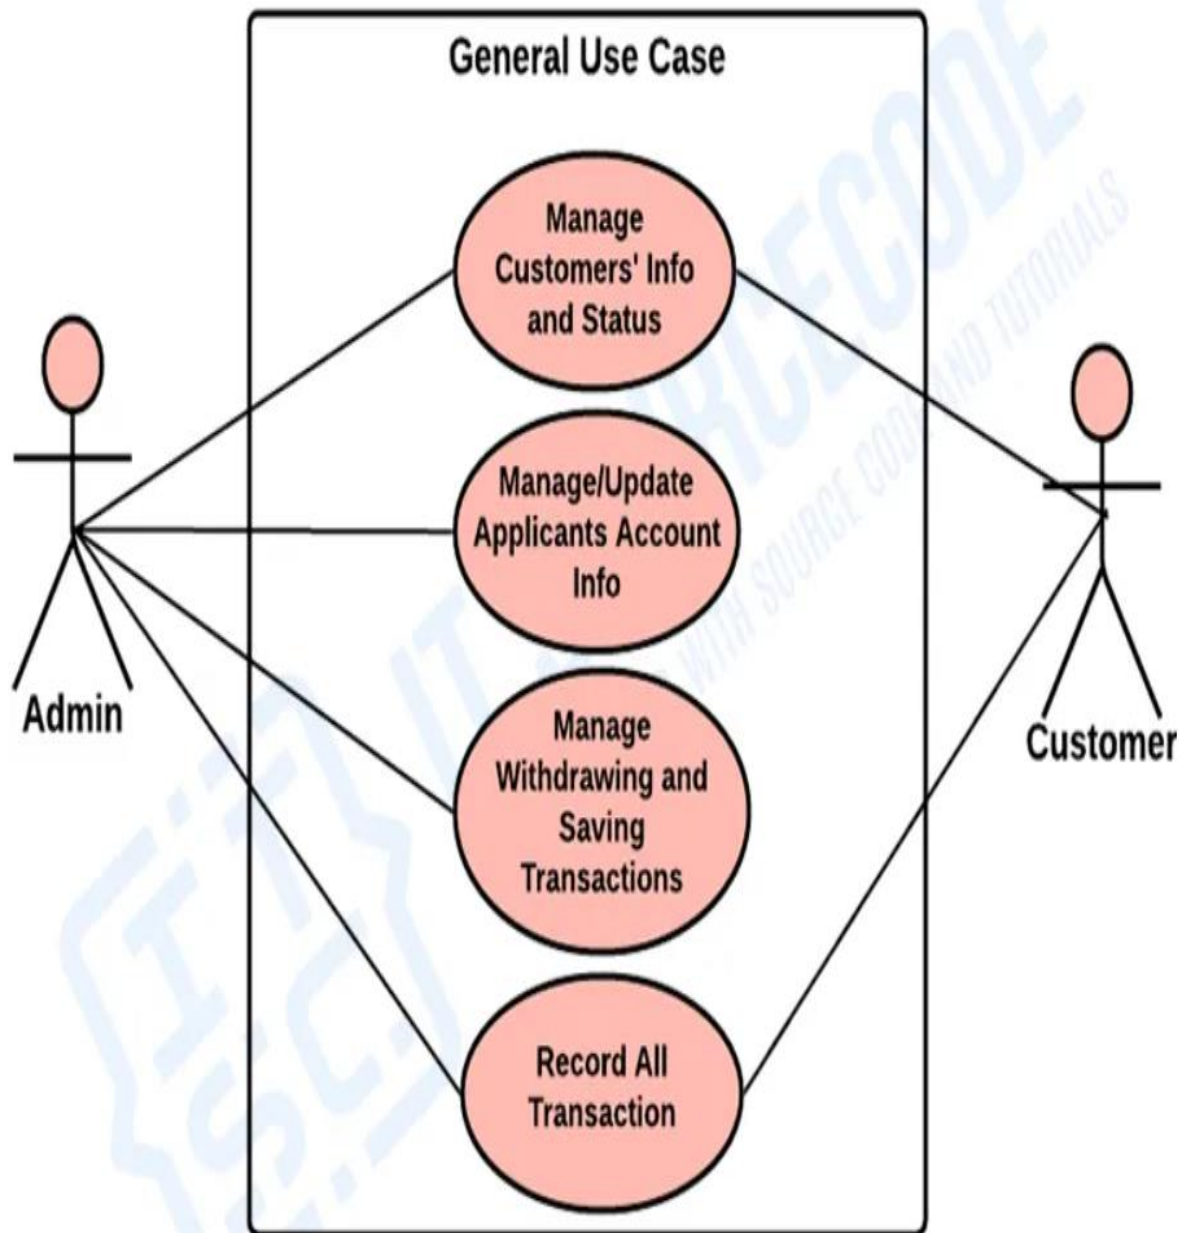 General Use Case
Manage
Customers' Info
and Status
Manage/Update
Applicants Account
Info
Admin
Manage
Withdrawing and
Saving
Transactions
Customer
Record All
Transaction